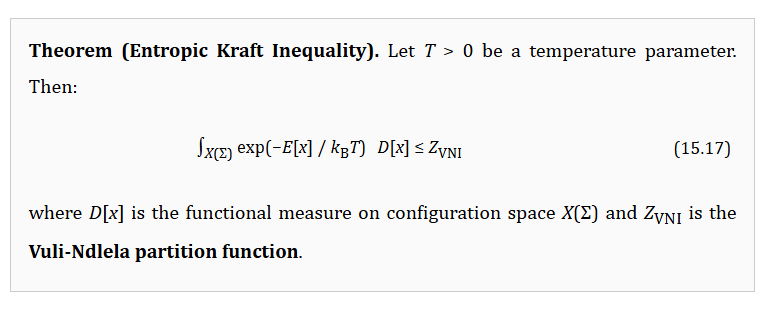 Theorem (Entropic Kraft Inequality). Let T > 0 be a temperature parameter.
Then:
∫X(Σ) exp(−E[x] / kBT) D[x] ≤ ZVNI (15.17)
where D[x] is the functional measure on configuration space X(Σ) and ZVNI is the
Vuli-Ndlela partition function.